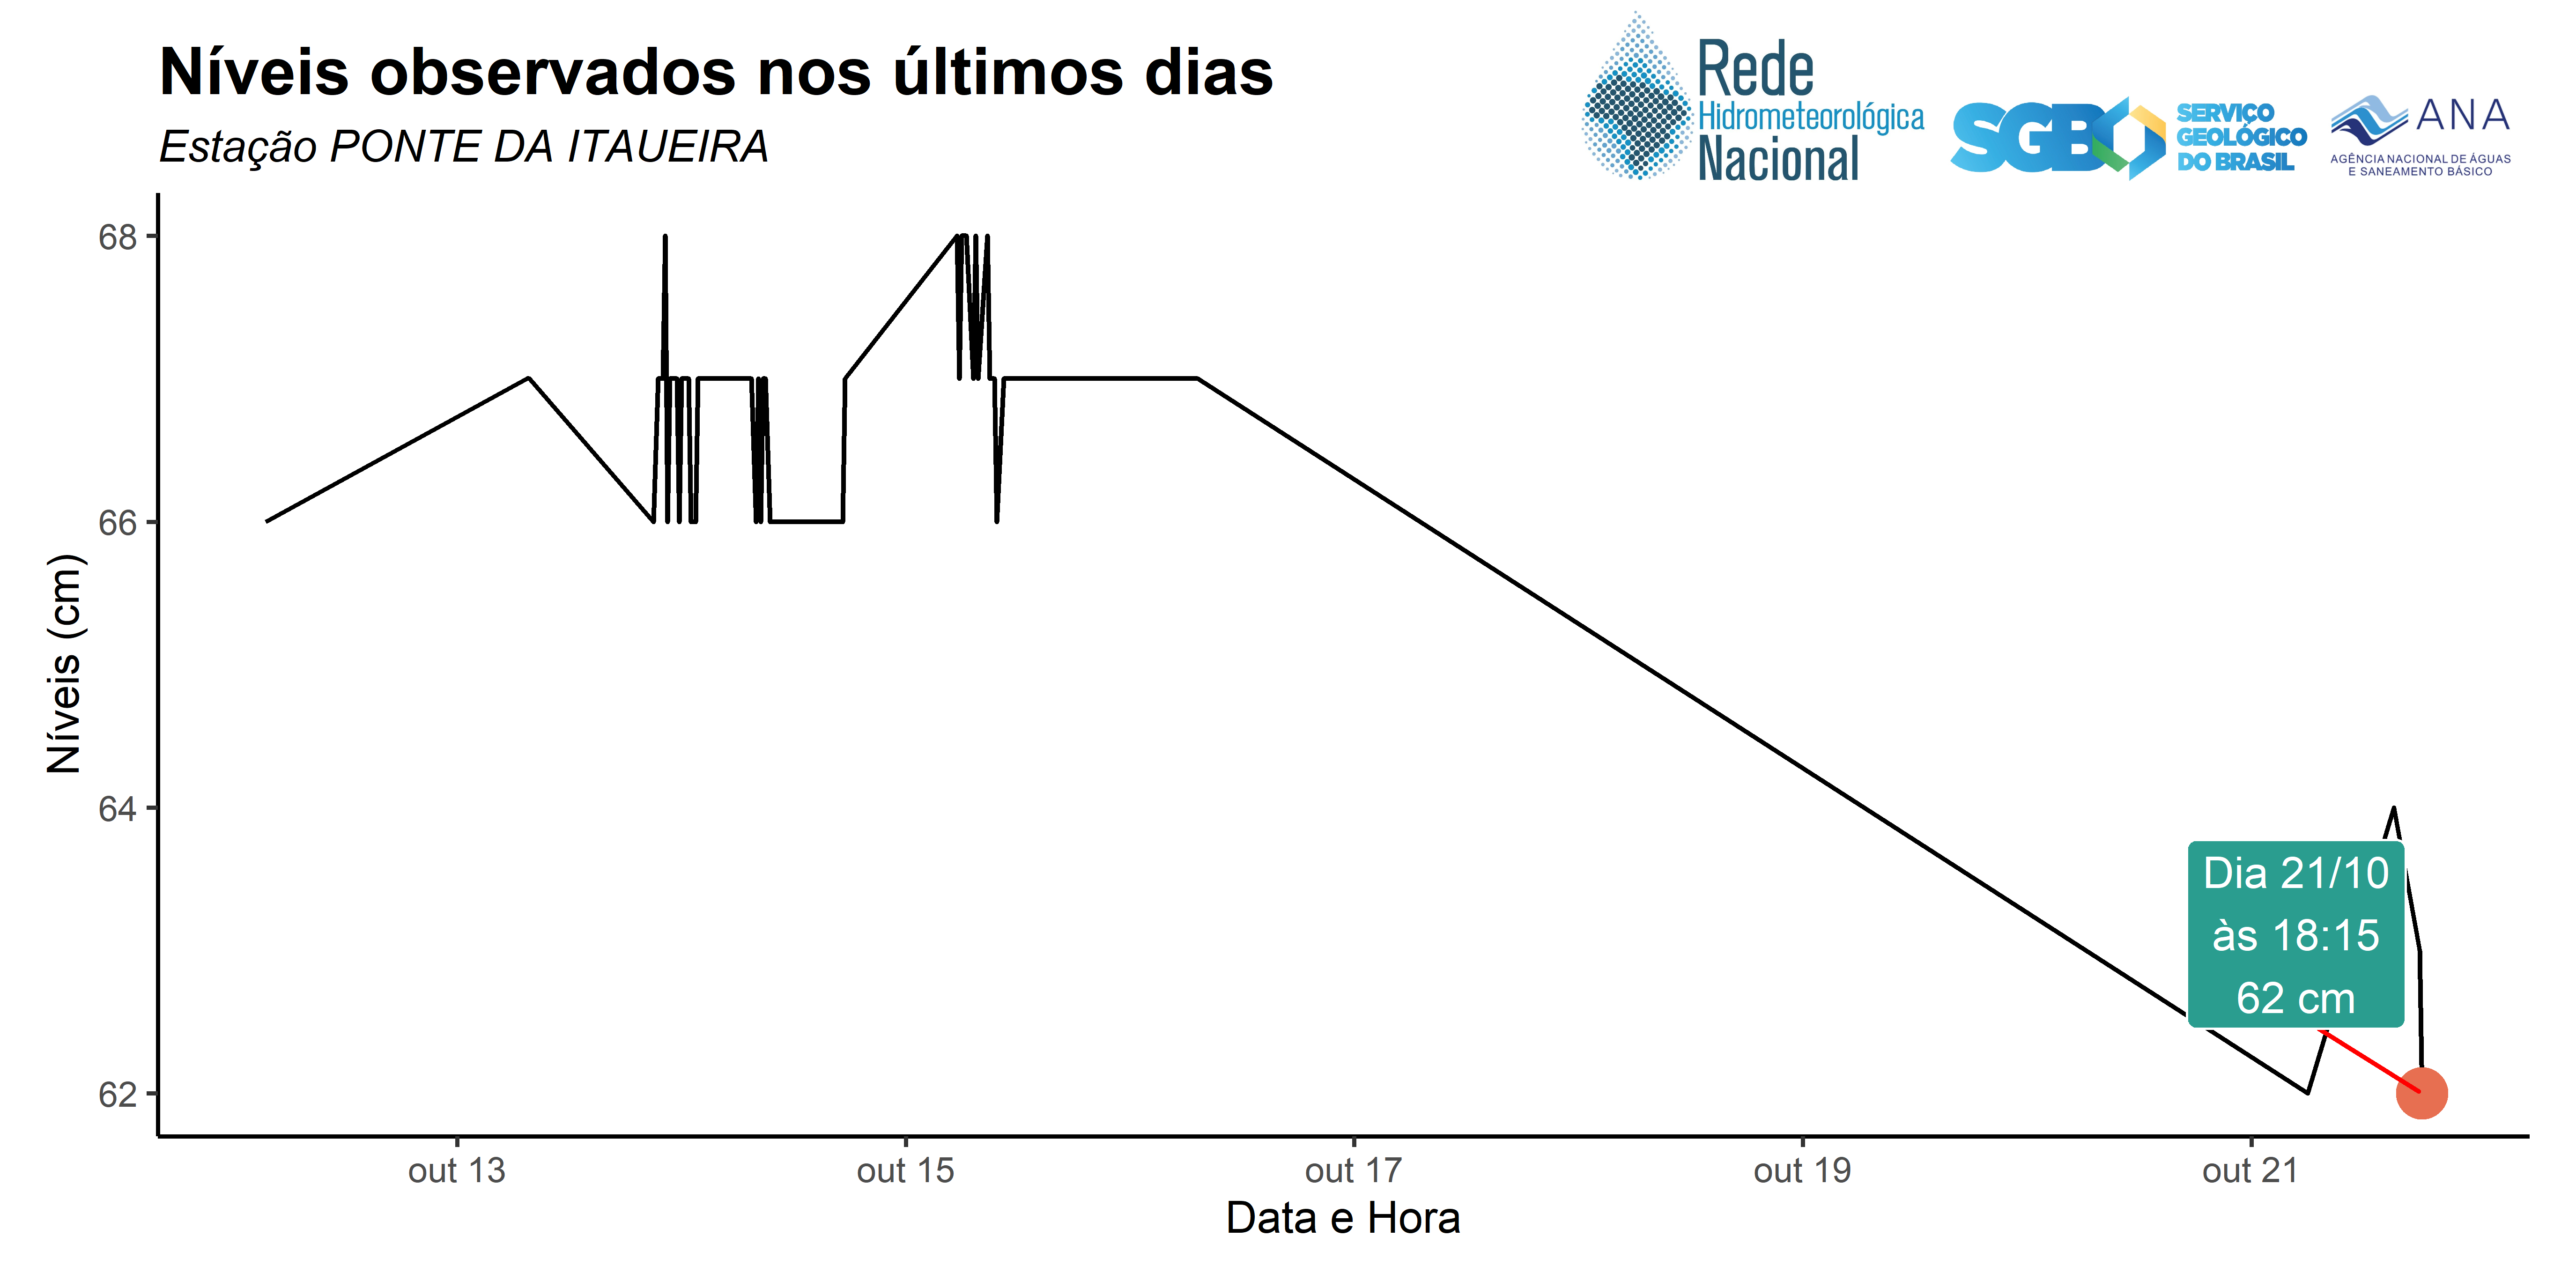 Níveis observados nos últimos dias
Estação PONTE DA ITAUEIRA
Rede
Hidrometeorológica
Nacional
SGB
SERVIÇO
GEOLÓGICO
DO BRASIL
ANA
AGÊNCIA NACIONAL DE ÁGUAS
E SANEAMENTO BÁSICO
68
66
64
62
Níveis (cm)
Dia 21/10
às 18:15
62 cm
out 13
out 15
out 17
out 19
out 21
Data e Hora